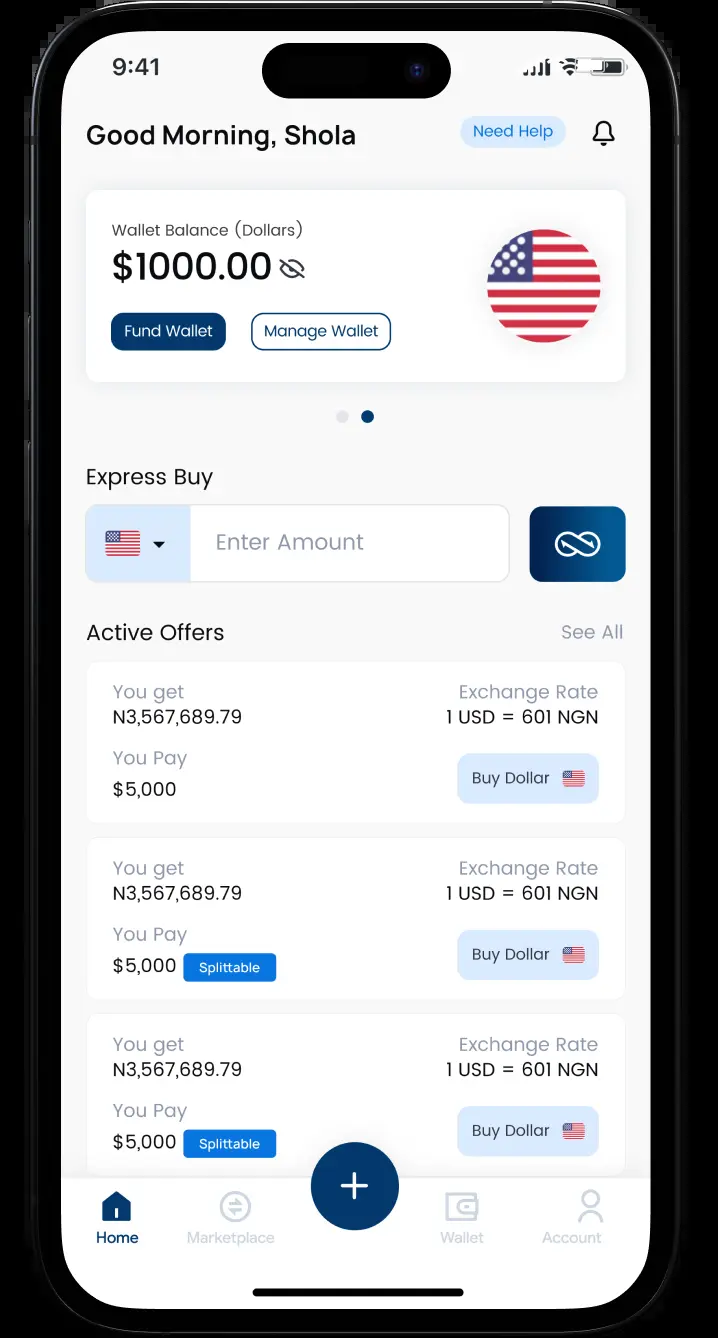 9:41
Good Morning, Shola
Need Help
Wallet Balance (Dollars)
$1000.00
Fund Wallet
Manage Wallet
Express Buy
Enter Amount
Active Offers
See All
You get
Exchange Rate
N3,567,689.79
1 USD = 601 NGN
You Pay
$5,000
Buy Dollar
You get
Exchange Rate
N3,567,689.79
1 USD = 601 NGN
You Pay
$5,000 Splittable
Buy Dollar
You get
Exchange Rate
N3,567,689.79
1 USD = 601 NGN
You Pay
$5,000 Splittable
Buy Dollar
Home
Marketplace
Wallet
Account